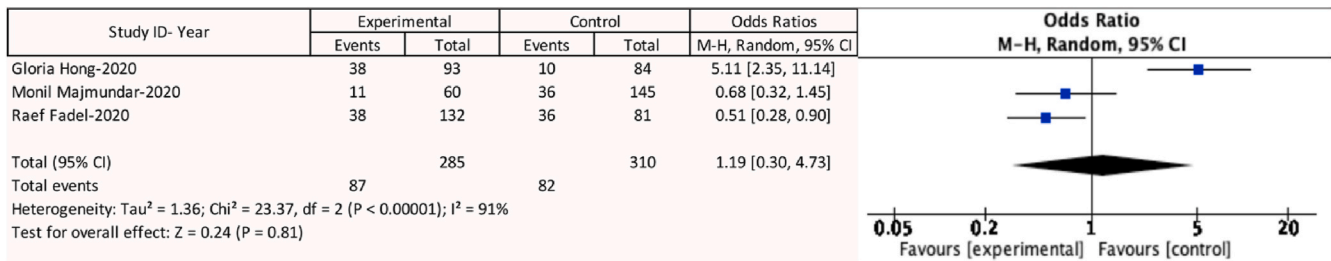 Study ID- Year Experimental Control Odds Ratios Odds Ratio
Events Total Events Total M-H, Random, 95% CI M-H, Random, 95% CI
Gloria Hong-2020 38 93 10 84 5.11 [2.35, 11.14]
Monil Majmundar-2020 11 60 36 145 0.68 [0.32, 1.45]
Raef Fadel-2020 38 132 36 81 0.51 [0.28, 0.90]
Total (95% CI) 285 310 1.19 [0.30, 4.73]
Total events 87 82
Heterogeneity: Tau² = 1.36; Chi² = 23.37, df = 2 (P < 0.00001); I² = 91%
Test for overall effect: Z = 0.24 (P = 0.81)
0.05 0.2 1 5 20
Favours [experimental] Favours [control]